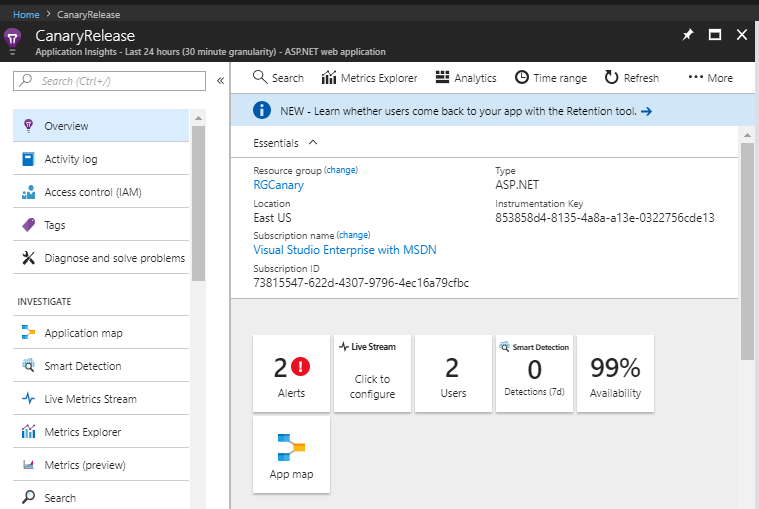 Home > CanaryRelease
CanaryRelease
Application Insights - Last 24 hours (30 minute granularity) - ASP.NET web application
Search (Ctrl+/)
«
Overview
Activity log
Access control (IAM)
Tags
Diagnose and solve problems
INVESTIGATE
Application map
Smart Detection
Live Metrics Stream
Metrics Explorer
Metrics (preview)
Search
Search Metrics Explorer Analytics Time range Refresh ••• More
NEW - Learn whether users come back to your app with the Retention tool. →
Essentials
Resource group (change)
RGCanary
Location
East US
Subscription name (change)
Visual Studio Enterprise with MSDN
Subscription ID
73815547-622d-4307-9796-4ec16a79cfbc
Type
ASP.NET
Instrumentation Key
853858d4-8135-4a8a-a13e-0322756cde13
2
Alerts
Live Stream
Click to
configure
2
Users
Smart Detection
0
Detections (7d)
99%
Availability
App map